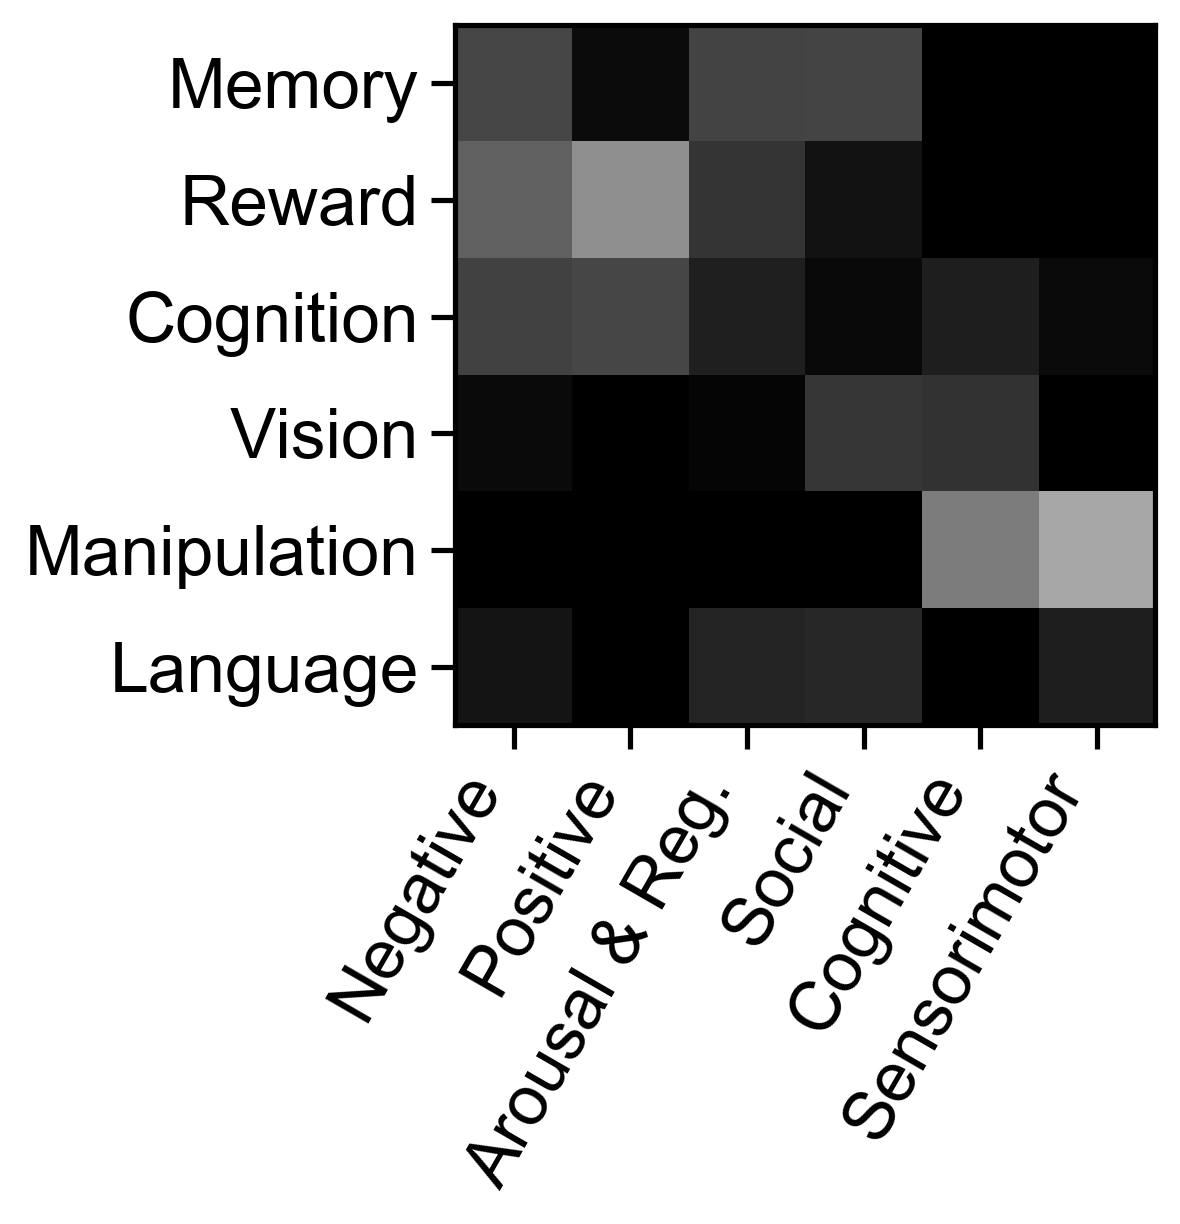 Memory
Reward
Cognition
Vision
Manipulation
Language
Negative
Positive
Arousal & Reg.
Social
Cognitive
Sensorimotor